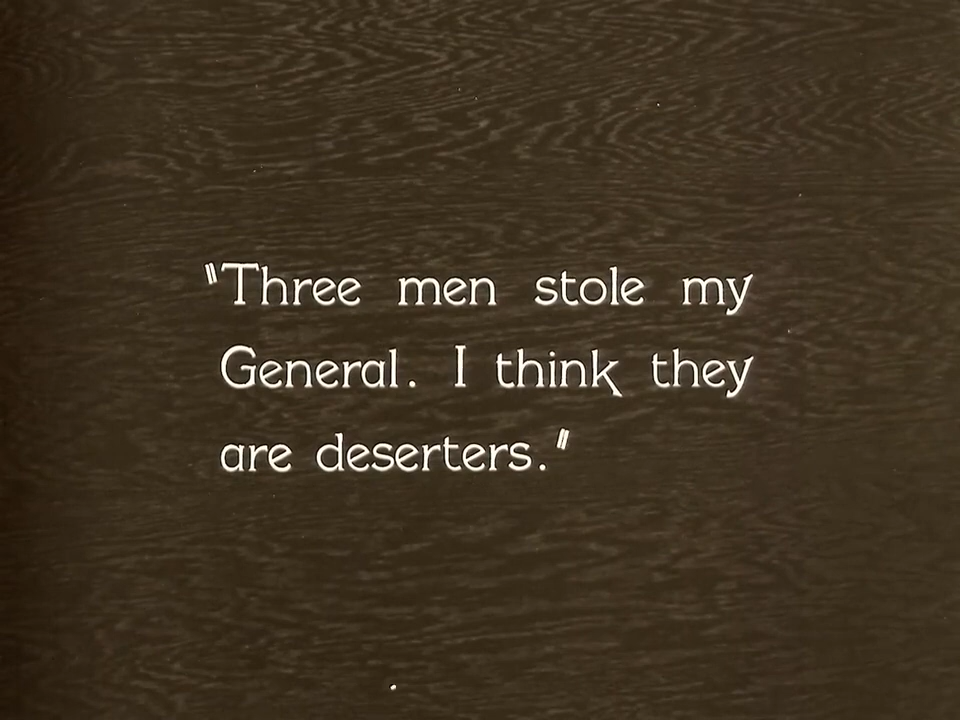 "Three men stole my
General. I think they
are deserters."